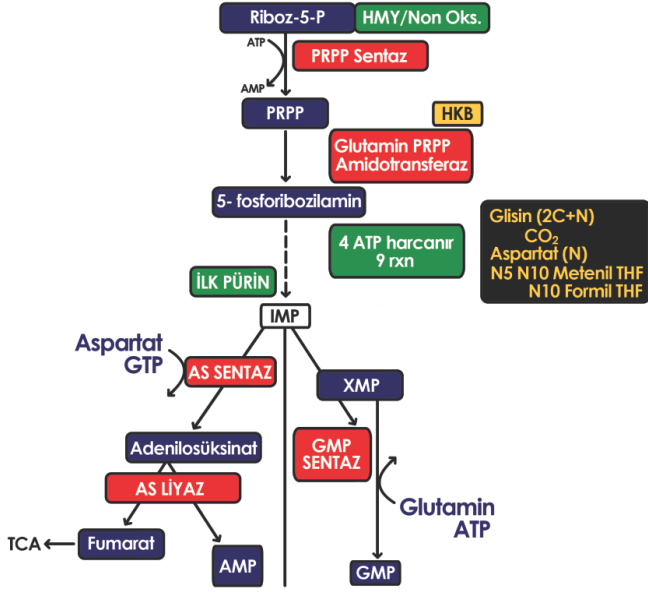 Riboz-5-P
HMY/Non Oks.
ATP
PRPP Sentaz
AMP
PRPP
HKB
Glutamin PRPP
Amidotransferaz
5- fosforibozilamin
Glisin (2C+N)
CO₂
Aspartat (N)
N5 N10 Metenil THF
N10 Formil THF
4 ATP harcanır
9 rxn
İLK PÜRİN
IMP
Aspartat
GTP
AS SENTAZ
XMP
Adenilosüksinat
GMP
SENTAZ
AS LİYAZ
Glutamin
ATP
TCA
Fumarat
AMP
GMP